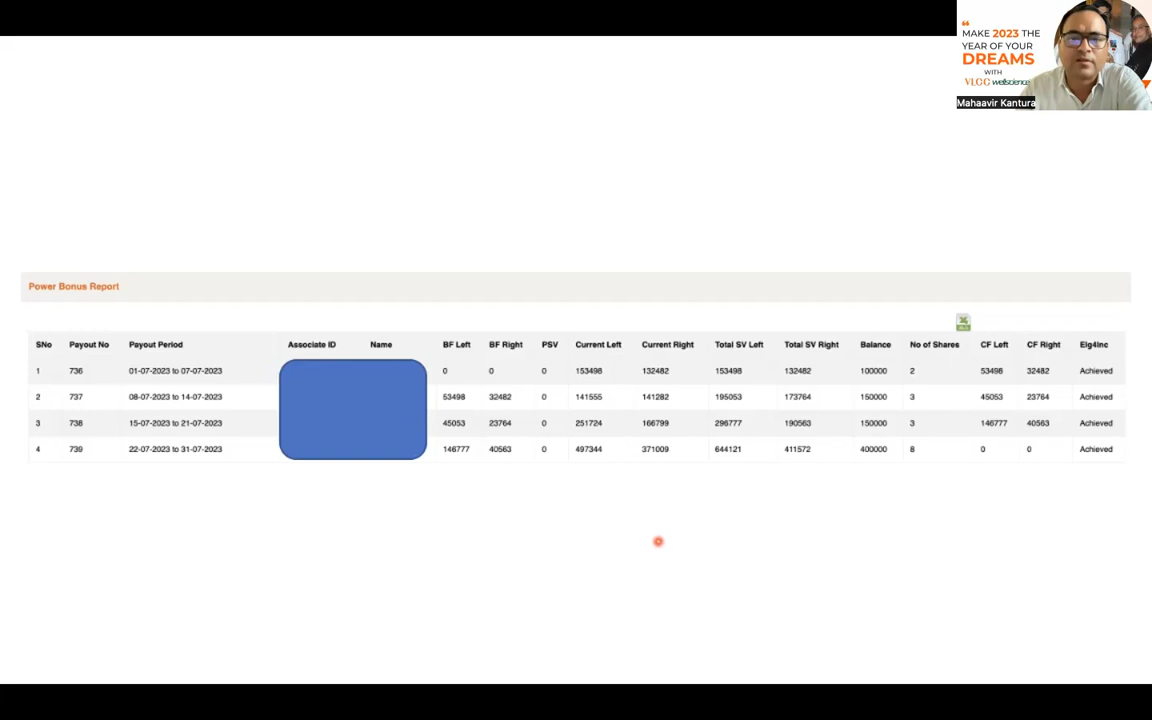 “
MAKE 2023 THE
YEAR OF YOUR
DREAMS
WITH
VLCC wellscience
Mahaavir Kantura
Power Bonus Report
SNo Payout No Payout Period Associate ID Name BF Left BF Right PSV Current Left Current Right Total SV Left Total SV Right Balance No of Shares CF Left CF Right Elg4Inc
1 736 01-07-2023 to 07-07-2023 0 0 0 153498 132482 153498 132482 100000 2 53498 32482 Achieved
2 737 08-07-2023 to 14-07-2023 53498 32482 0 141555 141282 195053 173764 150000 3 45053 23764 Achieved
3 738 15-07-2023 to 21-07-2023 45053 23764 0 251724 166799 296777 190563 150000 3 146777 40563 Achieved
4 739 22-07-2023 to 31-07-2023 146777 40563 0 497344 371009 644121 411572 400000 8 0 0 Achieved